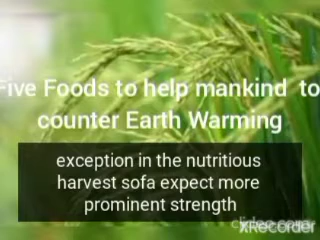 Five Foods to help mankind to
counter Earth Warming
exception in the nutritious
harvest sofa expect more
prominent strength
XRecorder